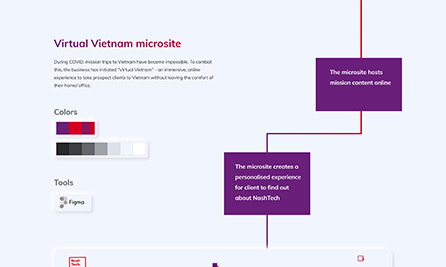 Virtual Vietnam microsite
During COVID, mission trips to Vietnam have become impossible. To combat
this, the business has initiated "Virtual Vietnam" - an immersive, online
experience to take prospect clients to Vietnam without leaving the comfort of
their home/ office.
The microsite hosts
mission content online
Colors
The microsite creates a
personalised experience
for client to find out
about NashTech
Tools
Figma
Nash
Tech.